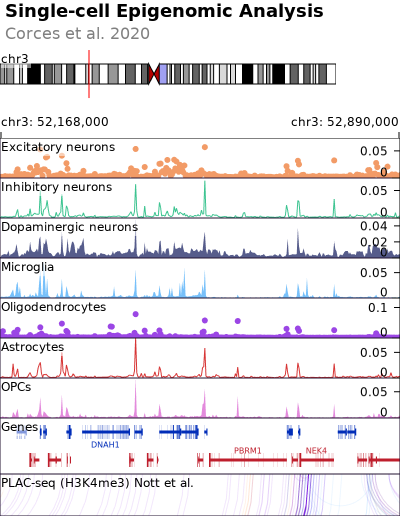 Single-cell Epigenomic Analysis
Corces et al. 2020
chr3
chr3: 52,168,000 chr3: 52,890,000
Excitatory neurons 0.05 0
Inhibitory neurons 0.05 0
Dopaminergic neurons 0.04 0.02 0
Microglia 0.05 0
Oligodendrocytes 0.1 0
Astrocytes 0.05 0
OPCs 0.05 0
Genes
DNAH1
PBRM1 NEK4
PLAC-seq (H3K4me3) Nott et al.